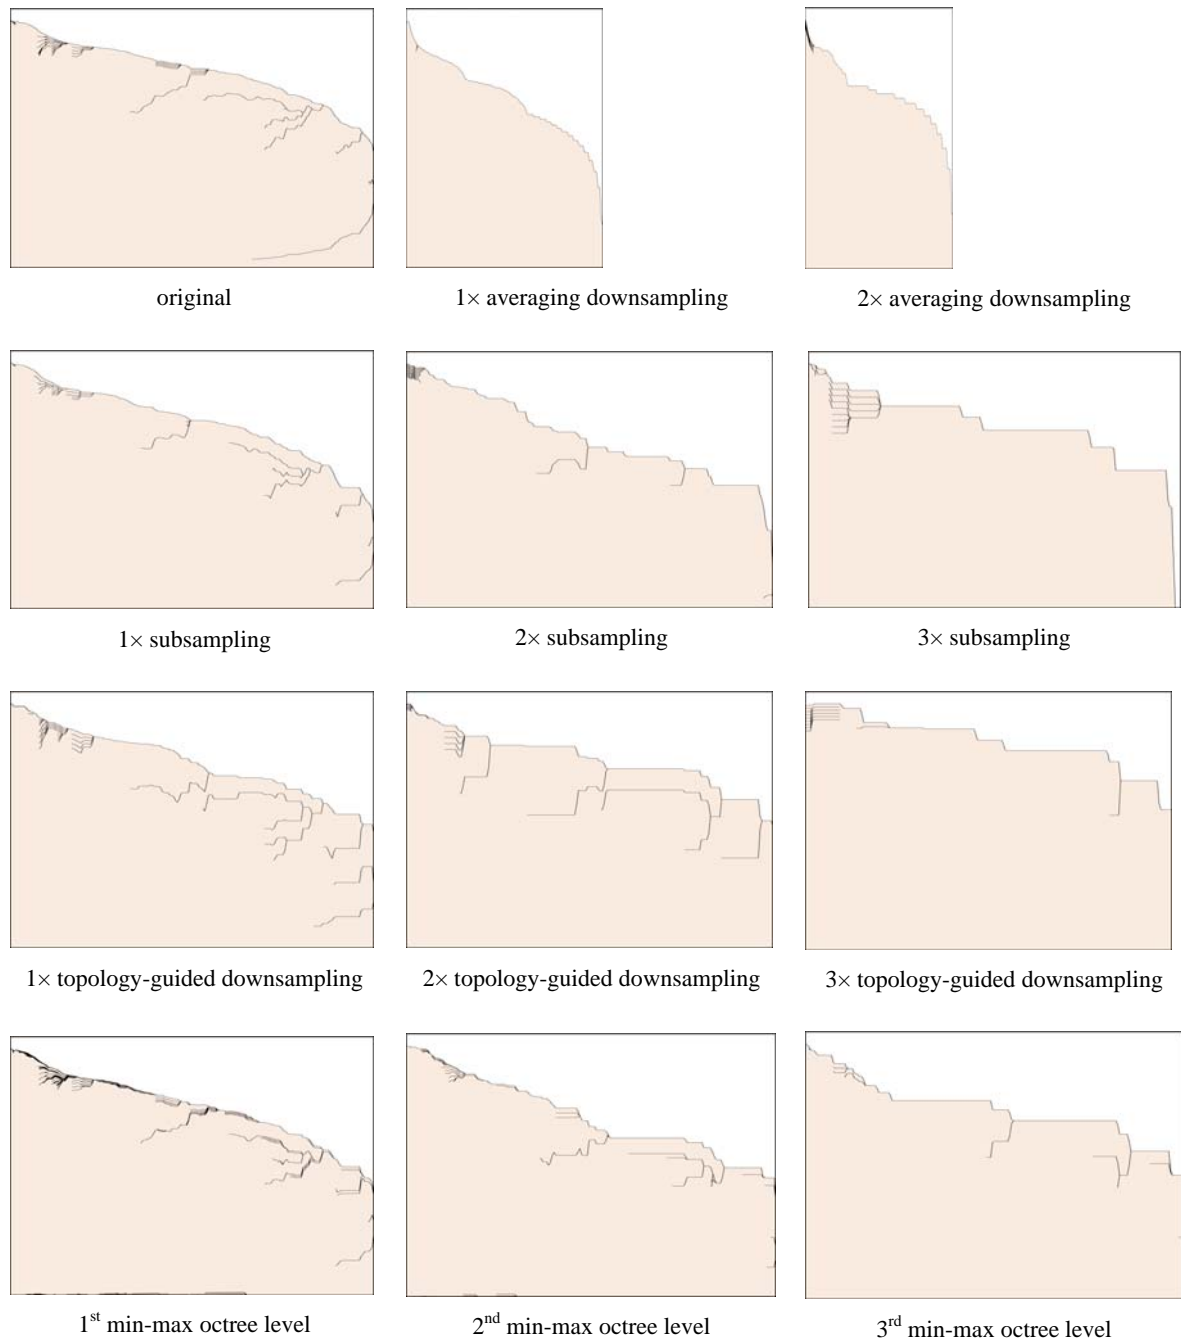 original
1× averaging downsampling
2× averaging downsampling
1× subsampling
2× subsampling
3× subsampling
1× topology-guided downsampling
2× topology-guided downsampling
3× topology-guided downsampling
1st min-max octree level
2nd min-max octree level
3rd min-max octree level